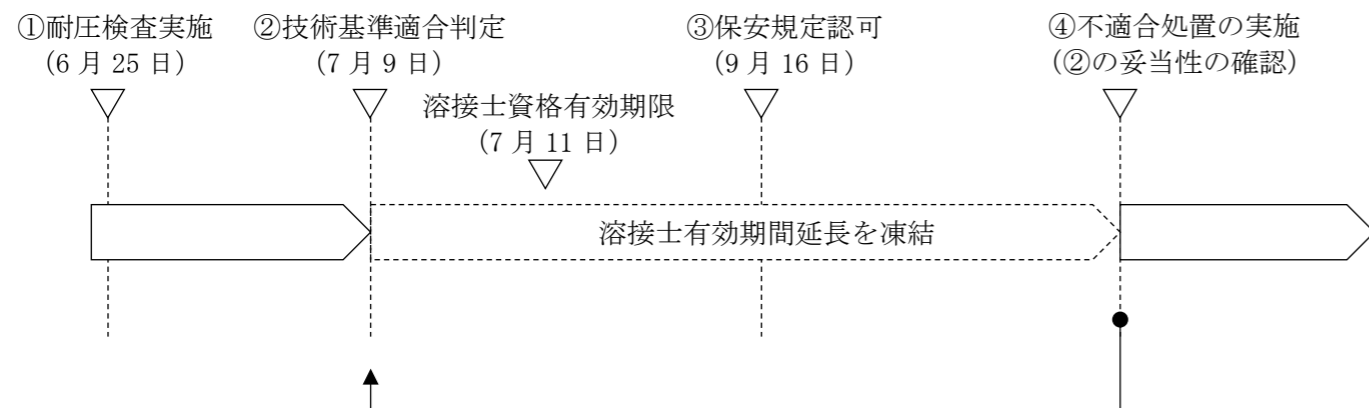 ①耐圧検査実施
（6 月 25 日）
②技術基準適合判定
（7 月 9 日）
溶接士資格有効期限
（7 月 11 日）
③保安規定認可
（9 月 16 日）
④不適合処置の実施
（②の妥当性の確認）
溶接士有効期間延長を凍結